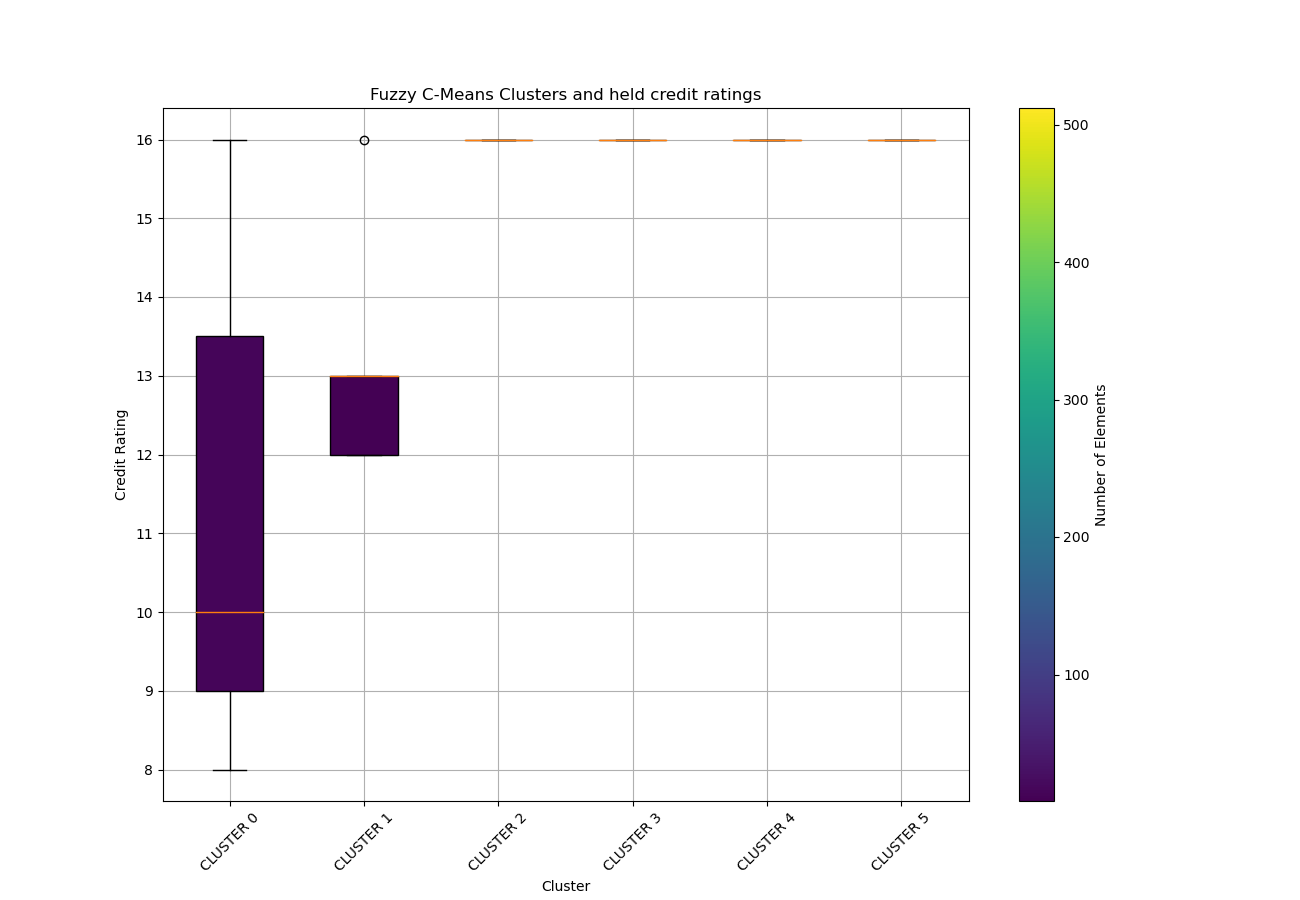 Fuzzy C-Means Clusters and held credit ratings
16
15
14
13
12
11
10
9
8
Credit Rating
CLUSTER 0
CLUSTER 1
CLUSTER 2
CLUSTER 3
CLUSTER 4
CLUSTER 5
Cluster
500
400
300
200
100
Number of Elements